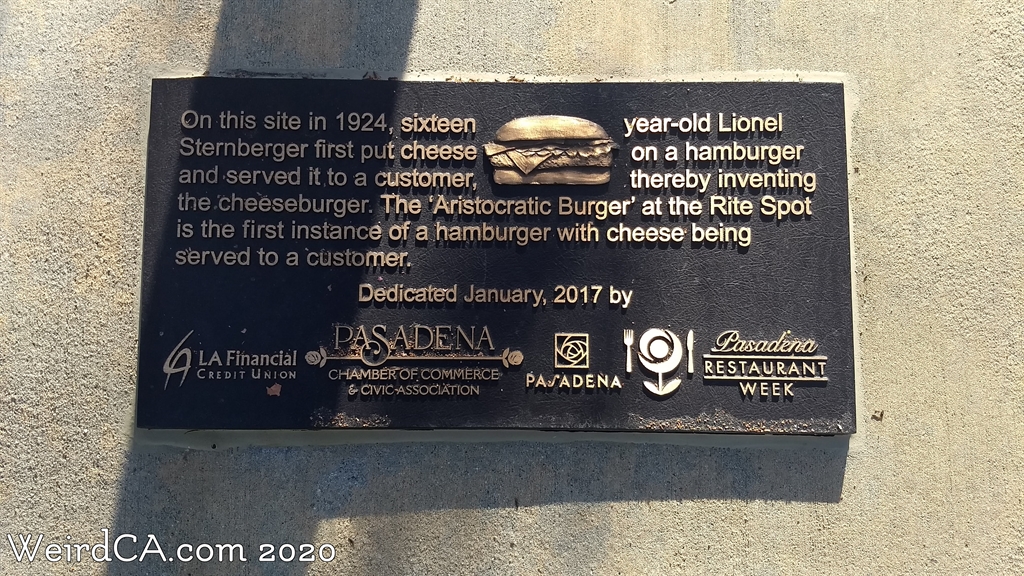 On this site in 1924, sixteen year-old Lionel
Sternberger first put cheese on a hamburger
and served it to a customer, thereby inventing
the cheeseburger. The ‘Aristocratic Burger’ at the Rite Spot
is the first instance of a hamburger with cheese being
served to a customer.
Dedicated January, 2017 by
LA Financial
CREDIT UNION
PASADENA
CHAMBER OF COMMERCE
& CIVIC ASSOCIATION
PASADENA
Pasadena
RESTAURANT
WEEK
WeirdCA.com 2020